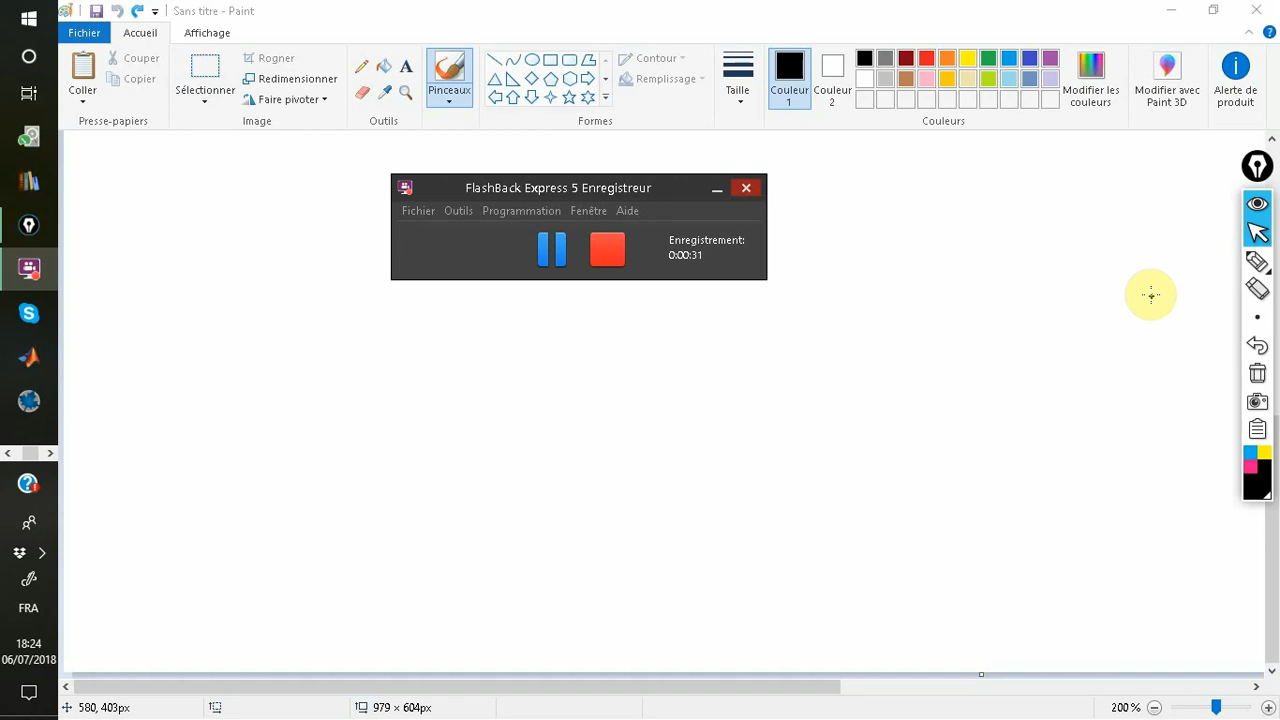 Sans titre - Paint
Fichier
Accueil
Affichage
Coller
Couper
Copier
Presse-papiers
Sélectionner
Rogner
Redimensionner
Faire pivoter
Image
A
Outils
Pinceaux
Contour
Remplissage
Formes
Taille
Couleur
1
Couleur
2
Modifier les
couleurs
Couleurs
Modifier avec
Paint 3D
Alerte de
produit
FlashBack Express 5 Enregistreur
Fichier Outils Programmation Fenêtre Aide
Enregistrement:
0:00:31
FRA
18:24
06/07/2018
580, 403px
979 × 604px
200 %